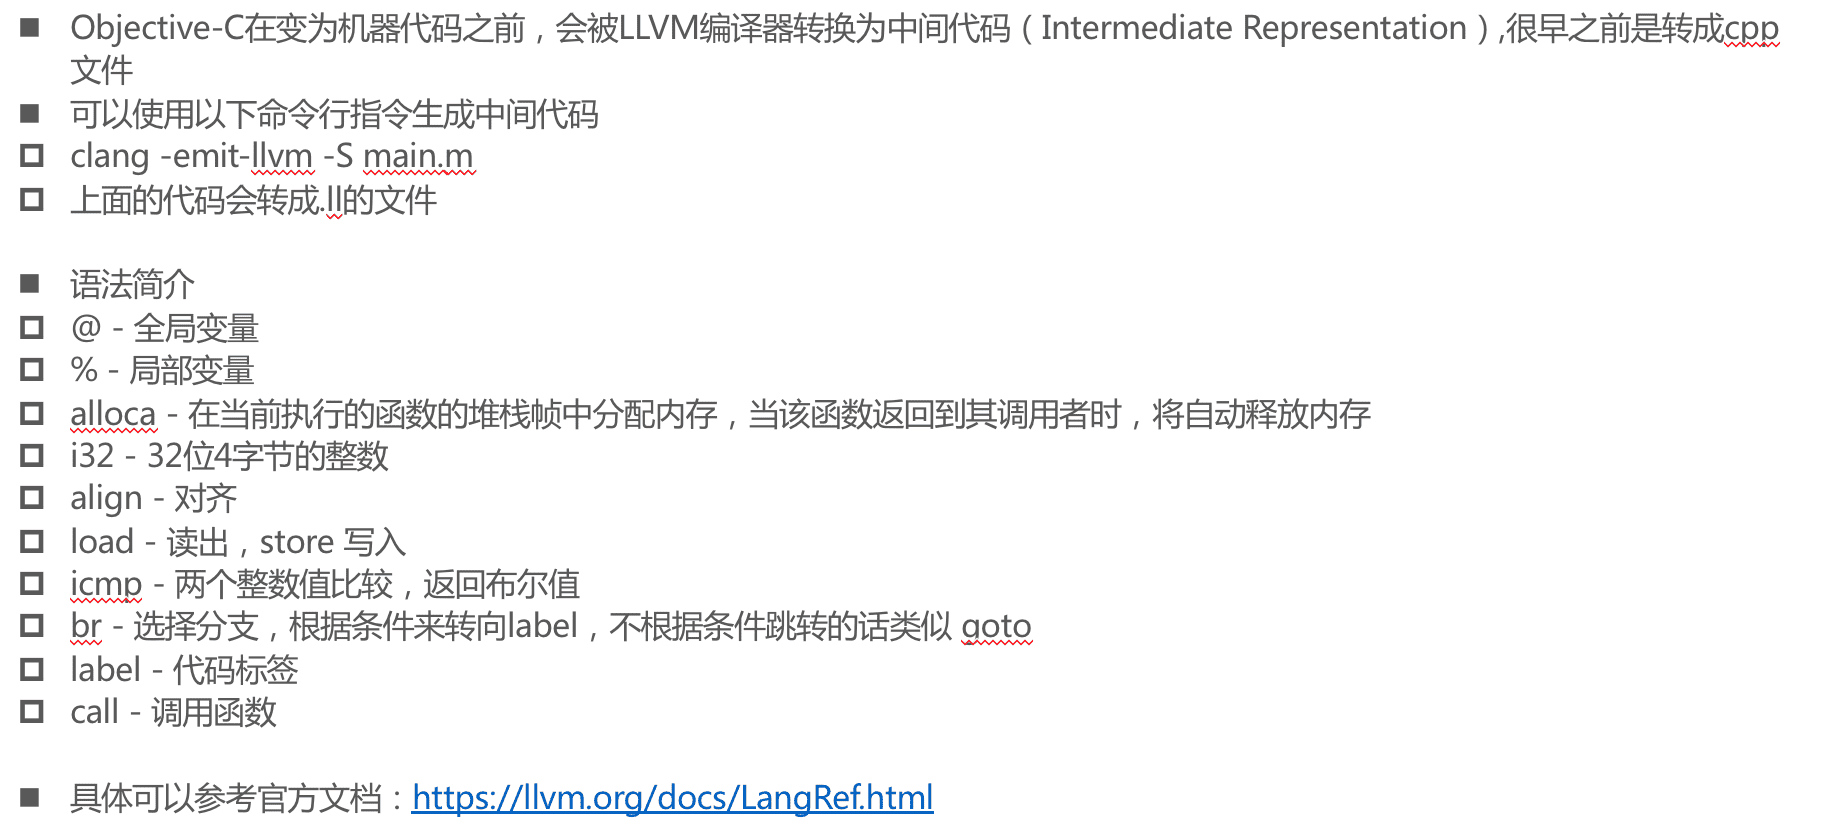 ■ Objective-C在变为机器代码之前，会被LLVM编译器转换为中间代码（Intermediate Representation）,很早之前是转成cpp
文件
■ 可以使用以下命令行指令生成中间代码
□ clang -emit-llvm -S main.m
□ 上面的代码会转成.ll的文件
■ 语法简介
□ @ - 全局变量
□ % - 局部变量
□ alloca - 在当前执行的函数的堆栈帧中分配内存，当该函数返回到其调用者时，将自动释放内存
□ i32 - 32位4字节的整数
□ align - 对齐
□ load - 读出，store 写入
□ icmp - 两个整数值比较，返回布尔值
□ br - 选择分支，根据条件来转向label，不根据条件跳转的话类似 goto
□ label - 代码标签
□ call - 调用函数
■ 具体可以参考官方文档：https://llvm.org/docs/LangRef.html